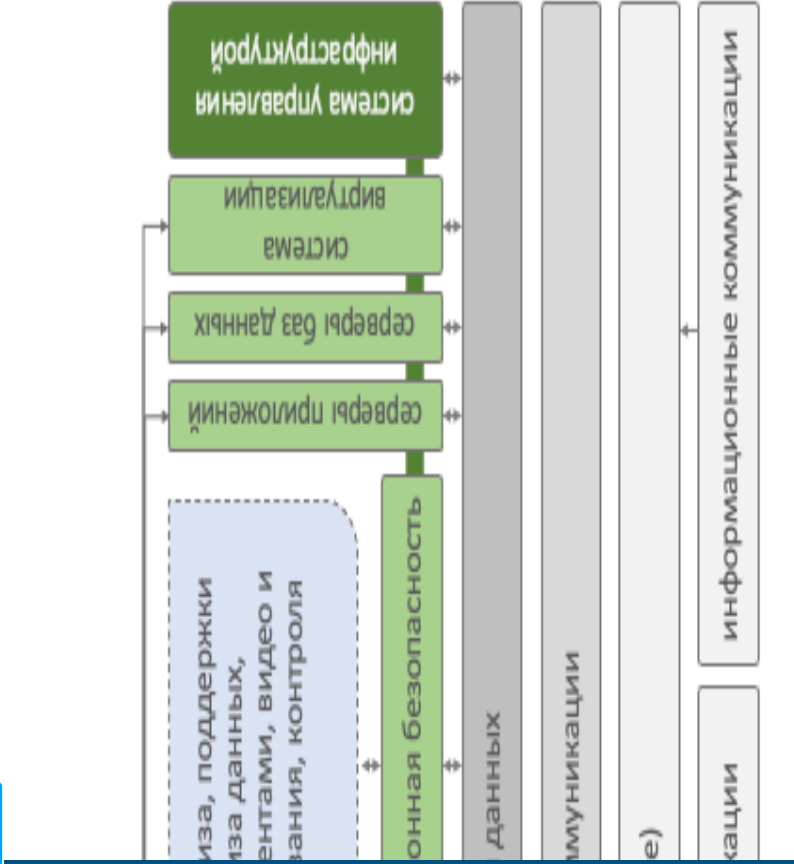 система управления
инфраструктурой
система
виртуализации
серверы баз данных
серверы приложений
иза, поддержки
иза данных,
ентами, видео и
вания, контроля
онная безопасность
данных
ммуникации
е)
информационные коммуникации
кации